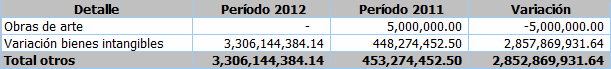 Detalle Período 2012 Período 2011 Variación
Obras de arte - 5,000,000.00 -5,000,000.00
Variación bienes intangibles 3,306,144,384.14 448,274,452.50 2,857,869,931.64
Total otros 3,306,144,384.14 453,274,452.50 2,852,869,931.64